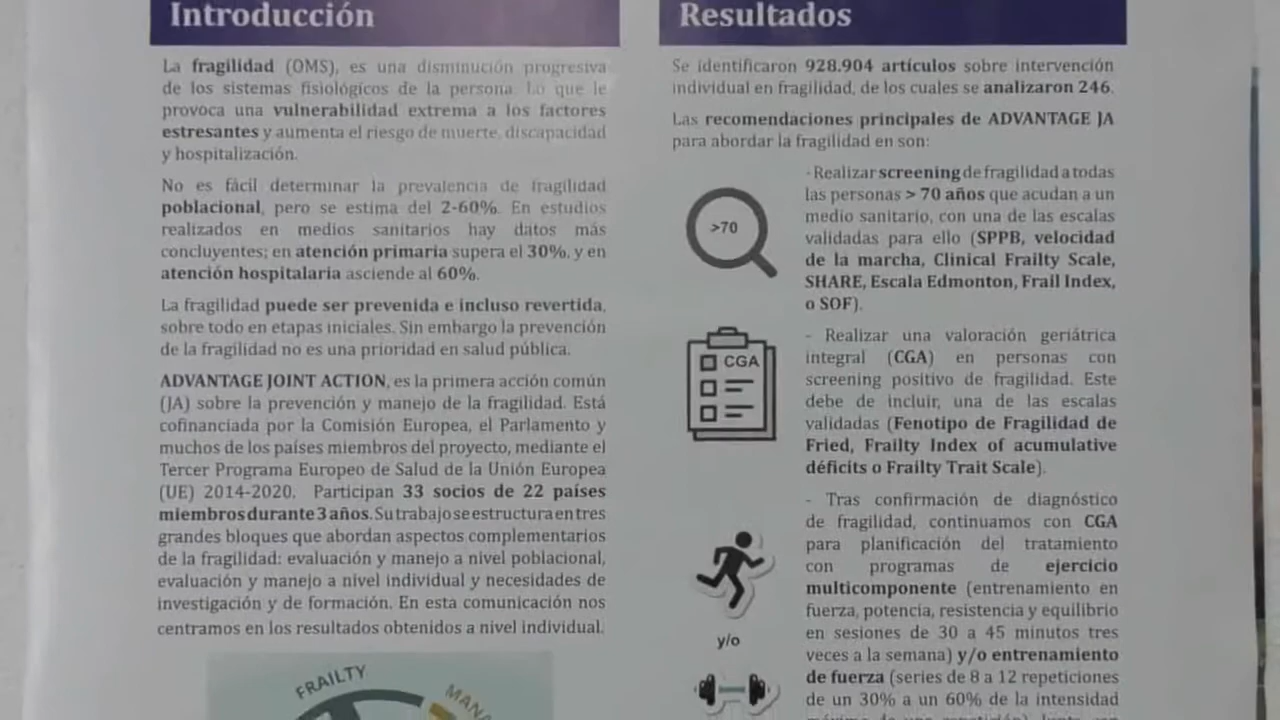 Introducción
La fragilidad (OMS), es una disminución progresiva
de los sistemas fisiológicos de la persona. Lo que le
provoca una vulnerabilidad extrema a los factores
estresantes y aumenta el riesgo de muerte, discapacidad
y hospitalización.
No es fácil determinar la prevalencia de fragilidad
poblacional, pero se estima del 2-60%. En estudios
realizados en medios sanitarios hay datos más
concluyentes; en atención primaria supera el 30%, y en
atención hospitalaria asciende al 60%.
La fragilidad puede ser prevenida e incluso revertida,
sobre todo en etapas iniciales. Sin embargo la prevención
de la fragilidad no es una prioridad en salud pública.
ADVANTAGE JOINT ACTION, es la primera acción común
(JA) sobre la prevención y manejo de la fragilidad. Está
cofinanciada por la Comisión Europea, el Parlamento y
muchos de los países miembros del proyecto, mediante el
Tercer Programa Europeo de Salud de la Unión Europea
(UE) 2014-2020. Participan 33 socios de 22 países
miembros durante 3 años. Su trabajo se estructura en tres
grandes bloques que abordan aspectos complementarios
de la fragilidad: evaluación y manejo a nivel poblacional,
evaluación y manejo a nivel individual y necesidades de
investigación y de formación. En esta comunicación nos
centramos en los resultados obtenidos a nivel individual.
FRAILTY
Resultados
Se identificaron 928.904 artículos sobre intervención
individual en fragilidad, de los cuales se analizaron 246.
Las recomendaciones principales de ADVANTAGE JA
para abordar la fragilidad en son:
>70
- Realizar screening de fragilidad a todas
las personas > 70 años que acudan a un
medio sanitario, con una de las escalas
validadas para ello (SPPB, velocidad
de la marcha, Clinical Frailty Scale,
SHARE, Escala Edmonton, Frail Index,
o SOF).
CGA
- Realizar una valoración geriátrica
integral (CGA) en personas con
screening positivo de fragilidad. Este
debe de incluir, una de las escalas
validadas (Fenotipo de Fragilidad de
Fried, Frailty Index of acumulative
déficits o Frailty Trait Scale).
- Tras confirmación de diagnóstico
de fragilidad, continuamos con CGA
para planificación del tratamiento
con programas de ejercicio
multicomponente (entrenamiento en
fuerza, potencia, resistencia y equilibrio
en sesiones de 30 a 45 minutos tres
veces a la semana) y/o entrenamiento
de fuerza (series de 8 a 12 repeticiones
de un 30% a un 60% de la intensidad
y/o